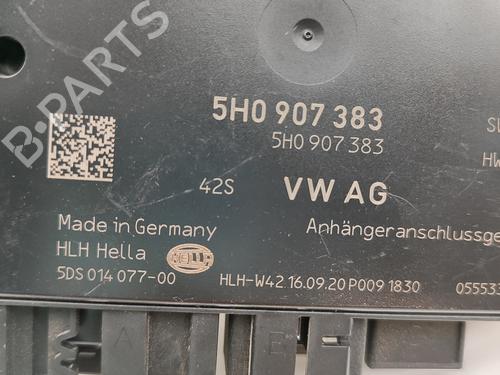 B-PARTS
5H0 907 383
5H0 907 383
42S
VW AG
Made in Germany
HLH Hella
HELLA
5DS 014 077-00
HLH-W42 16.09.20 P009 1830
A
E